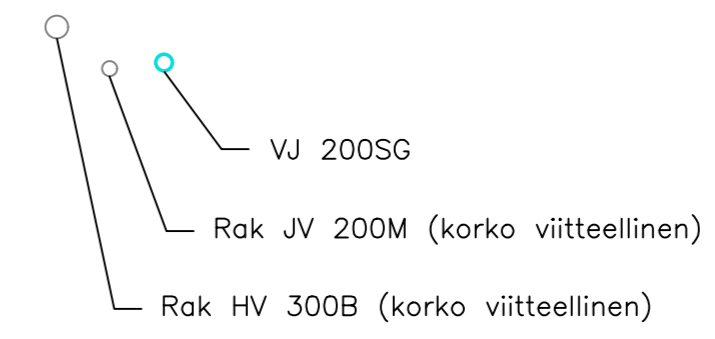 VJ 200SG
Rak JV 200M (korko viitteellinen)
Rak HV 300B (korko viitteellinen)